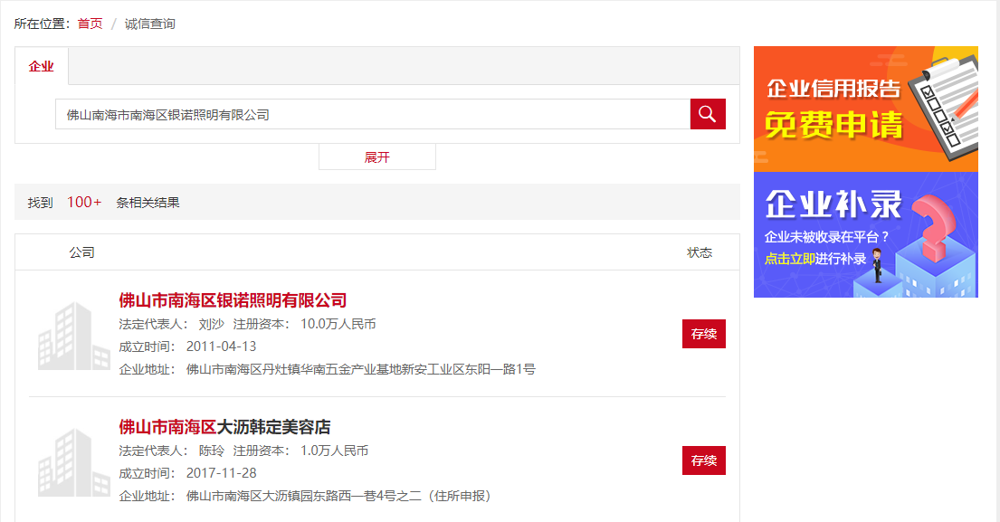 所在位置：首页 / 诚信查询
企业
佛山南海市南海区银诺照明有限公司
展开
找到 100+ 条相关结果
公司 状态
佛山市南海区银诺照明有限公司
法定代表人： 刘沙 注册资本： 10.0万人民币
成立时间： 2011-04-13
企业地址： 佛山市南海区丹灶镇华南五金产业基地新安工业区东阳一路1号
存续
佛山市南海区大沥韩定美容店
法定代表人： 陈玲 注册资本： 1.0万人民币
成立时间： 2017-11-28
企业地址： 佛山市南海区大沥镇园东路西一巷4号之二（住所申报）
存续
企业信用报告
免费申请
企业补录
企业未被收录在平台？
点击立即进行补录